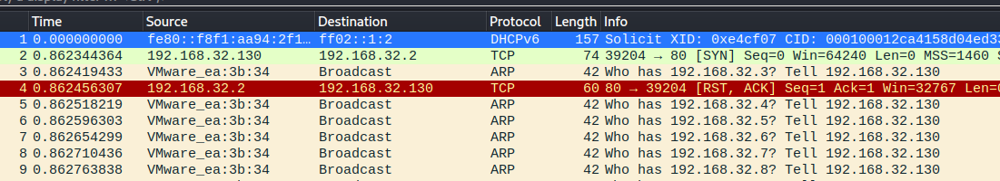 Time Source Destination Protocol Length Info
1 0.000000000 fe80::f8f1:aa94:2f1… ff02::1:2 DHCPv6 157 Solicit XID: 0xe4cf07 CID: 000100012ca4158d04ed33
2 0.862344364 192.168.32.130 192.168.32.2 TCP 74 39204 → 80 [SYN] Seq=0 Win=64240 Len=0 MSS=1460 S
3 0.862419433 VMware_ea:3b:34 Broadcast ARP 42 Who has 192.168.32.3? Tell 192.168.32.130
4 0.862456307 192.168.32.2 192.168.32.130 TCP 60 80 → 39204 [RST, ACK] Seq=1 Ack=1 Win=32767 Len=0
5 0.862518219 VMware_ea:3b:34 Broadcast ARP 42 Who has 192.168.32.4? Tell 192.168.32.130
6 0.862596303 VMware_ea:3b:34 Broadcast ARP 42 Who has 192.168.32.5? Tell 192.168.32.130
7 0.862654299 VMware_ea:3b:34 Broadcast ARP 42 Who has 192.168.32.6? Tell 192.168.32.130
8 0.862710436 VMware_ea:3b:34 Broadcast ARP 42 Who has 192.168.32.7? Tell 192.168.32.130
9 0.862763838 VMware_ea:3b:34 Broadcast ARP 42 Who has 192.168.32.8? Tell 192.168.32.130